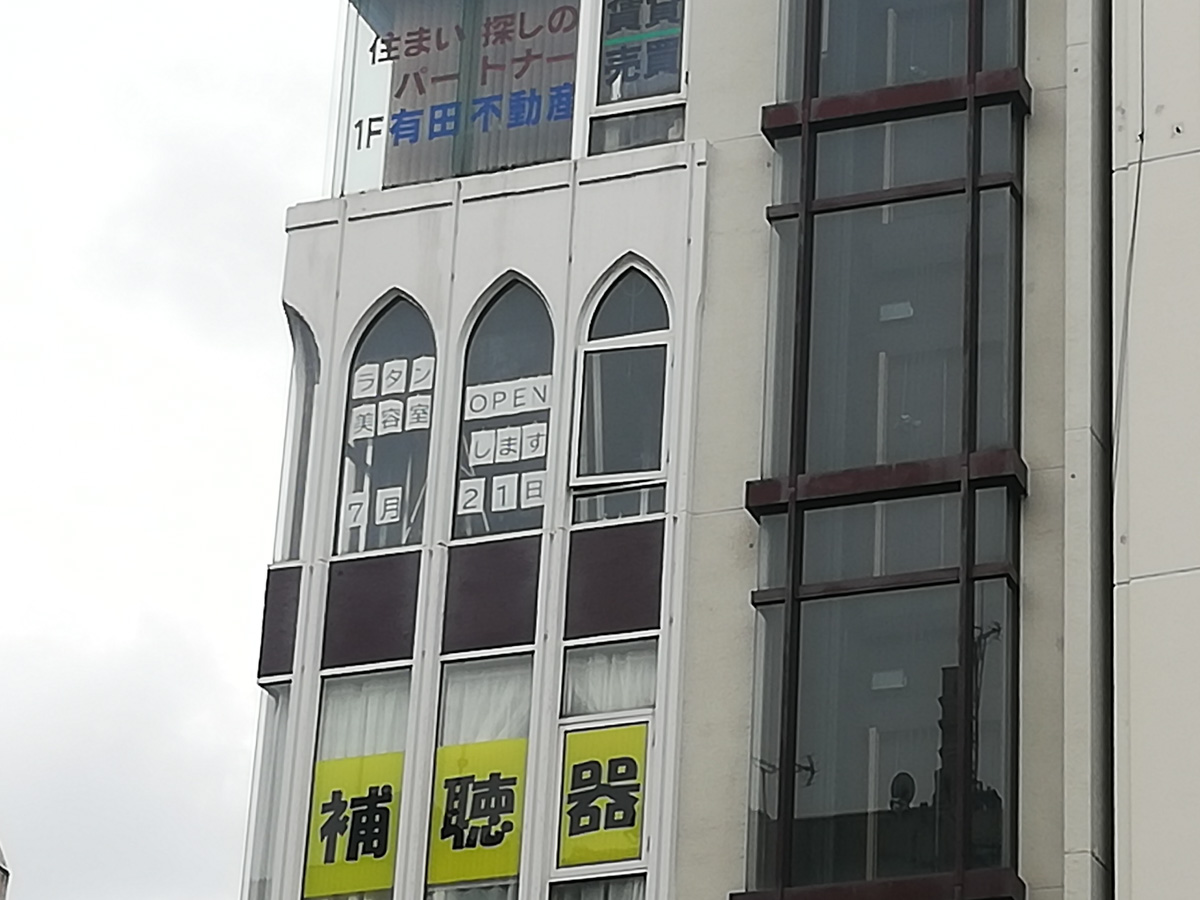 住まい探しの
パートナー
1F有田不動産
賃貸
売買
ラタン
美容室
7月
OPEN
します
21日
補聴器